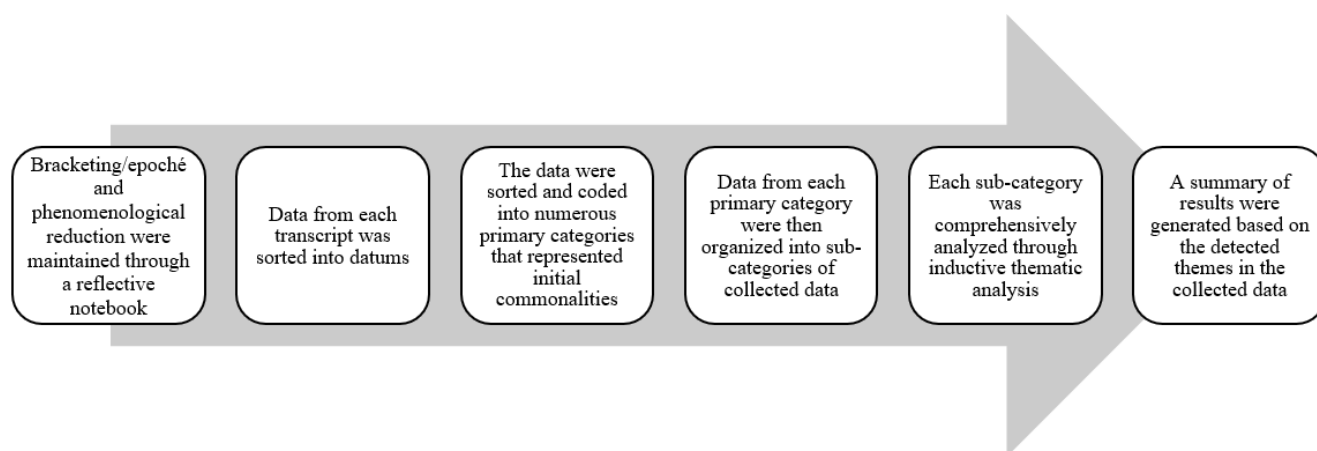 Bracketing/epoché
and
phenomenological
reduction were
maintained through
a reflective
notebook
Data from each
transcript was
sorted into datums
The data were
sorted and coded
into numerous
primary categories
that represented
initial
commonalities
Data from each
primary category
were then
organized into sub-
categories of
collected data
Each sub-category
was
comprehensively
analyzed through
inductive thematic
analysis
A summary of
results were
generated based on
the detected
themes in the
collected data